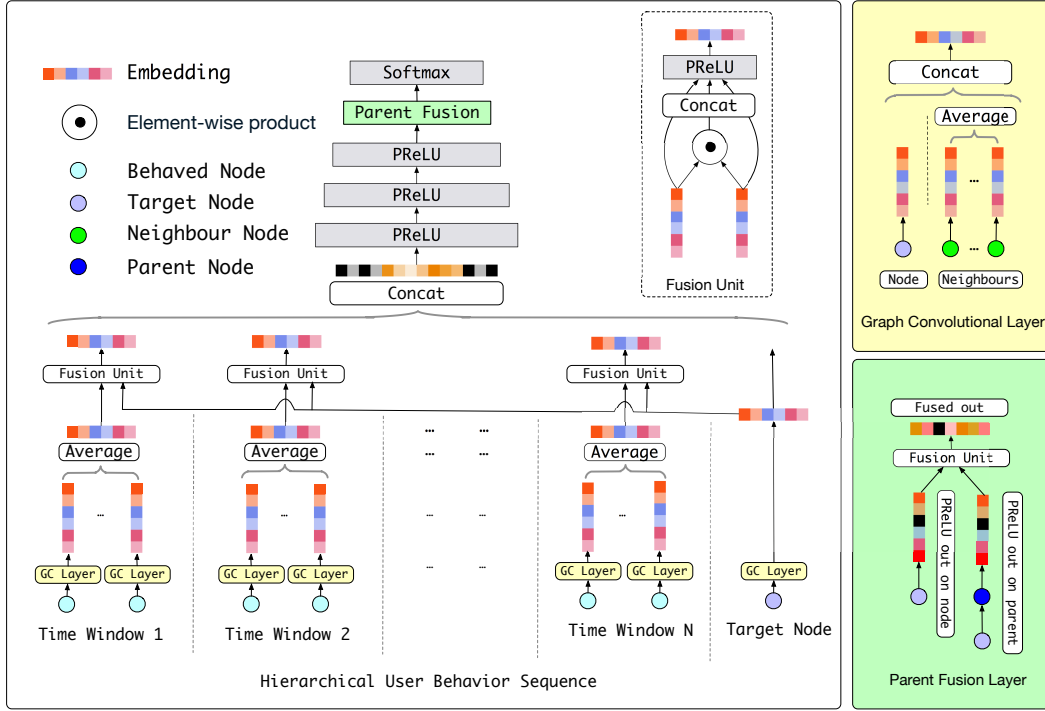 Embedding
Element-wise product
Behaved Node
Target Node
Neighbour Node
Parent Node
Softmax
Parent Fusion
PReLU
PReLU
PReLU
Concat
PReLU
Concat
Fusion Unit
Fusion Unit
Fusion Unit
Fusion Unit
Average
Average
... ...
... ...
Average
...
...
... ...
...
... ...
GC Layer
GC Layer
GC Layer
GC Layer
GC Layer
GC Layer
GC Layer
Time Window 1
Time Window 2
Time Window N
Target Node
Hierarchical User Behavior Sequence
Concat
Average
...
...
Node
Neighbours
Graph Convolutional Layer
Fused out
Fusion Unit
PReLU out on node
PReLU out on parent
Parent Fusion Layer